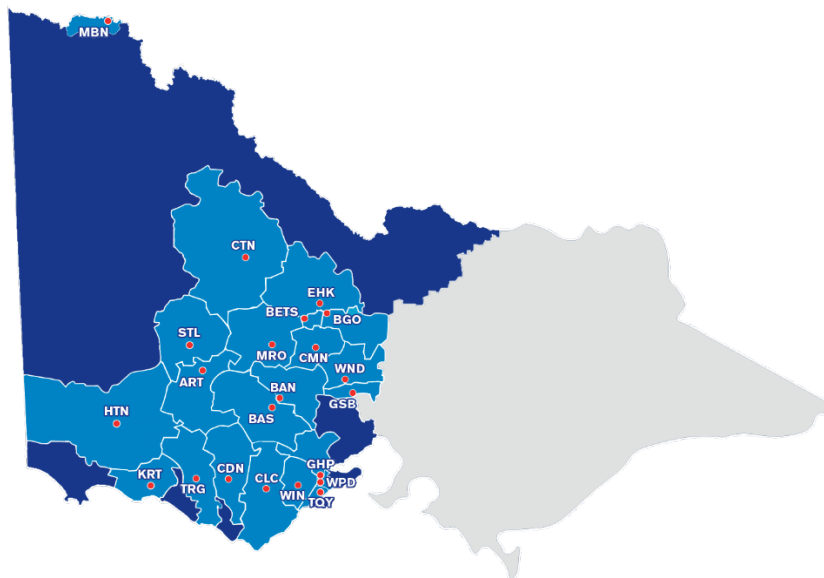 MBN
CTN
EHK
BETS
BGO
STL
MRO
CMN
WND
ART
BAN
GSB
HTN
BAS
GHP
KRT
CDN
CLC
WPD
TRG
WIN
TQY